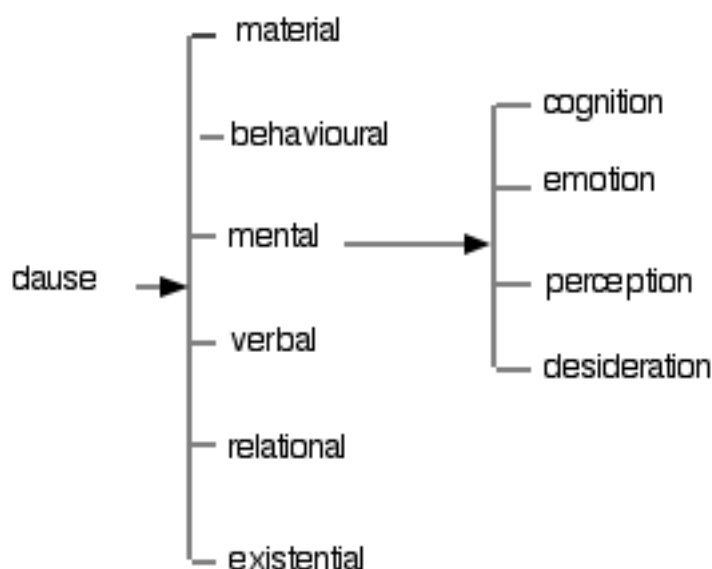 clause
material
behavioural
mental
verbal
relational
existential
cognition
emotion
perception
desideration